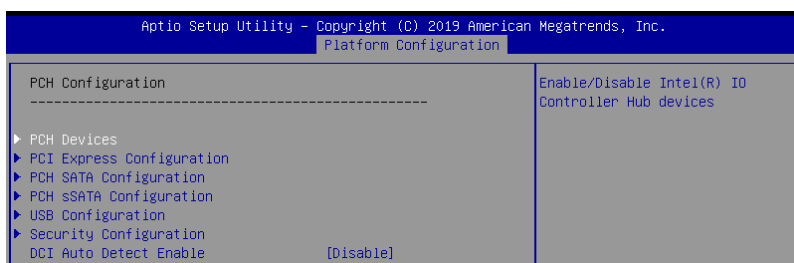 Aptio Setup Utility – Copyright (C) 2019 American Megatrends, Inc.
Platform Configuration
PCH Configuration
--------------------------------------------------
Enable/Disable Intel(R) IO
Controller Hub devices
PCH Devices
PCI Express Configuration
PCH SATA Configuration
PCH sSATA Configuration
USB Configuration
Security Configuration
DCI Auto Detect Enable [Disable]